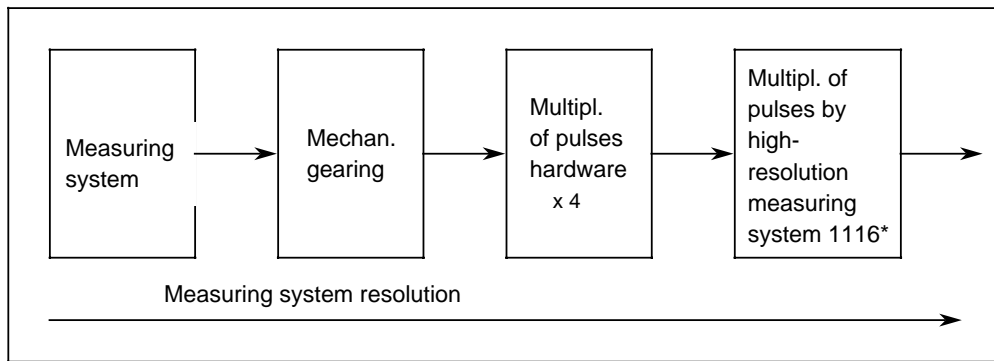 Measuring
system
Mechan.
gearing
Multipl.
of pulses
hardware
x 4
Multipl. of
pulses by
high-
resolution
measuring
system 1116*
Measuring system resolution